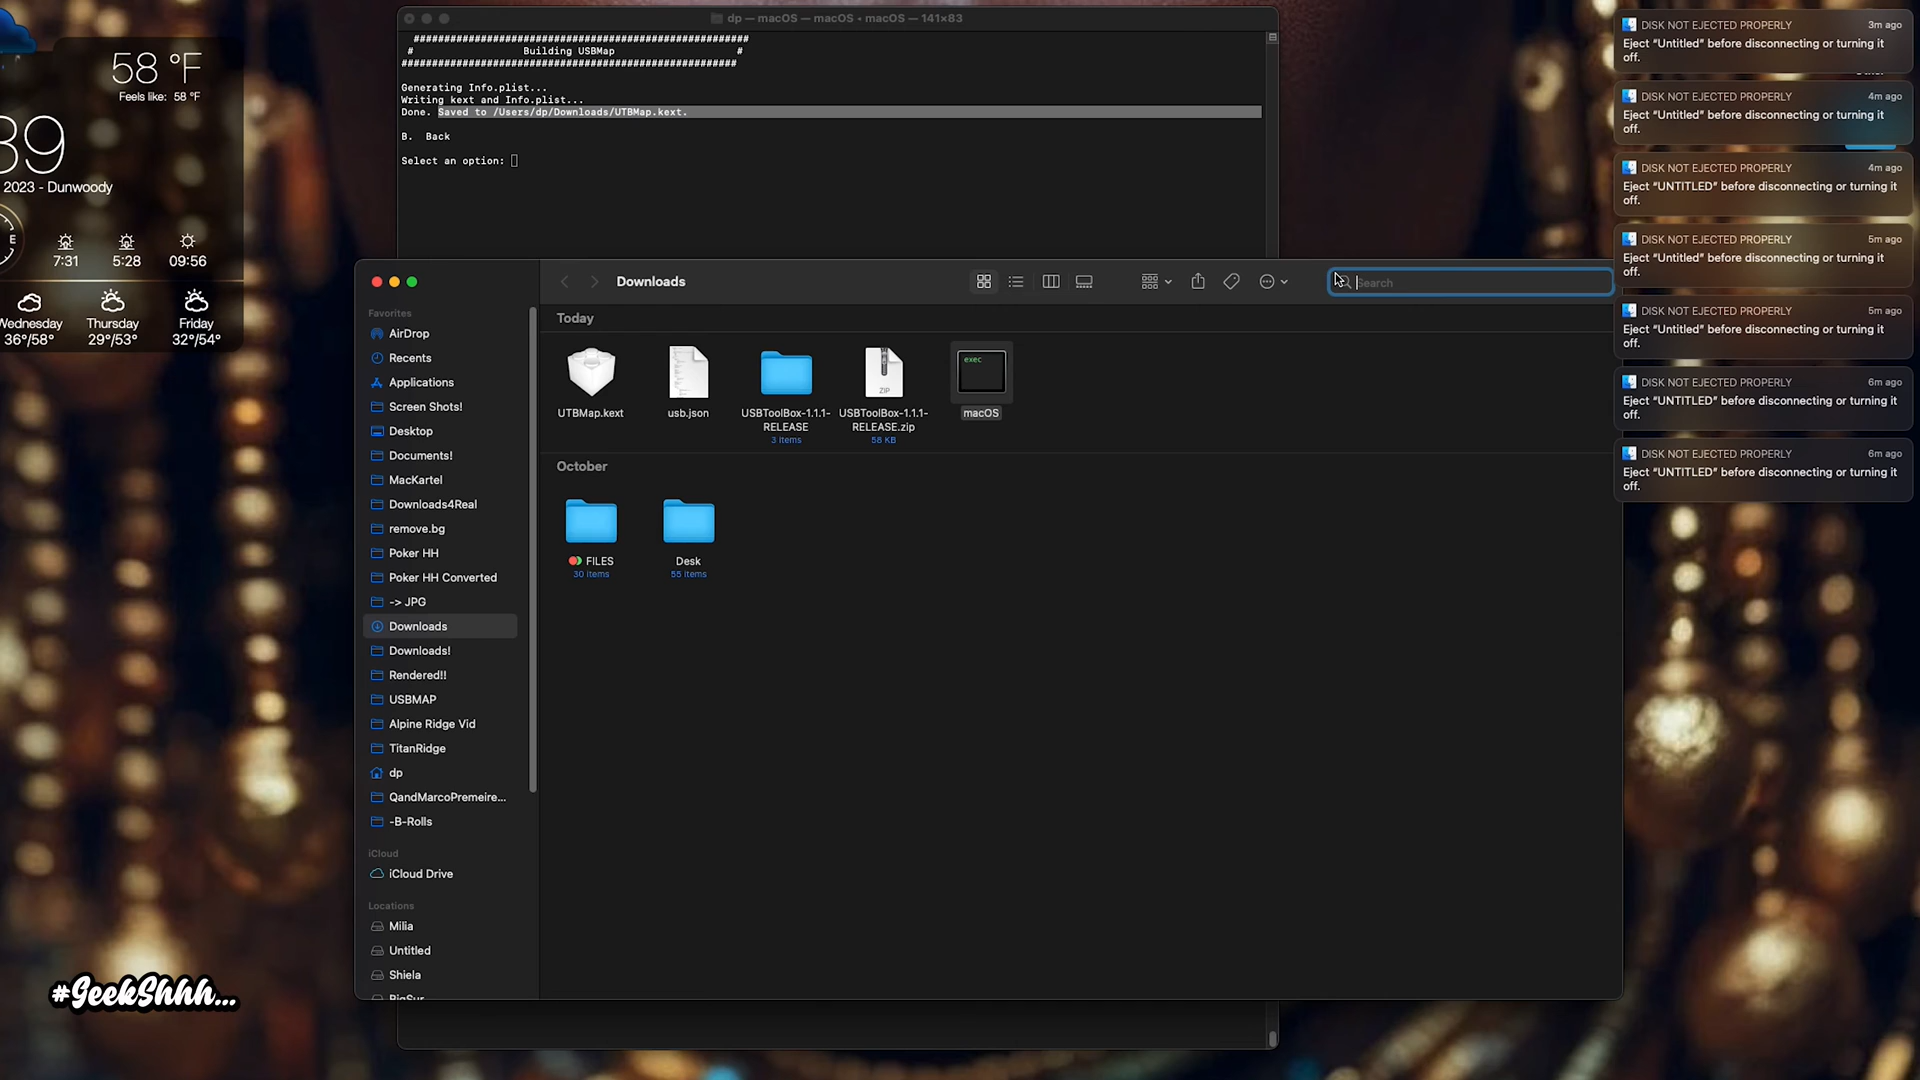 58 °F
Feels like: 58 °F
39
2023 - Dunwoody
E
7:31
5:28
09:56
Wednesday
36°/58°
Thursday
29°/53°
Friday
32°/54°
dp — macOS — macOS • macOS — 141×83
###################################################
# Building USBMap #
###################################################
Generating Info.plist...
Writing kext and Info.plist...
Done. Saved to /Users/dp/Downloads/UTBMap.kext.
B. Back
Select an option:
Downloads
Search
Favorites
AirDrop
Recents
Applications
Screen Shots!
Desktop
Documents!
MacKartel
Downloads4Real
remove.bg
Poker HH
Poker HH Converted
-> JPG
Downloads
Downloads!
Rendered!!
USBMAP
Alpine Ridge Vid
TitanRidge
dp
QandMarcoPremeire...
-B-Rolls
iCloud
iCloud Drive
Locations
Milia
Untitled
Shiela
BigSur
Today
UTBMap.kext
usb.json
USBToolBox-1.1.1-
RELEASE
3 items
ZIP
USBToolBox-1.1.1-
RELEASE.zip
58 KB
exec
macOS
October
FILES
30 items
Desk
55 items
DISK NOT EJECTED PROPERLY 3m ago
Eject “Untitled” before disconnecting or turning it
off.
DISK NOT EJECTED PROPERLY 4m ago
Eject “Untitled” before disconnecting or turning it
off.
DISK NOT EJECTED PROPERLY 4m ago
Eject “UNTITLED” before disconnecting or turning it
off.
DISK NOT EJECTED PROPERLY 5m ago
Eject “Untitled” before disconnecting or turning it
off.
DISK NOT EJECTED PROPERLY 5m ago
Eject “Untitled” before disconnecting or turning it
off.
DISK NOT EJECTED PROPERLY 6m ago
Eject “UNTITLED” before disconnecting or turning it
off.
DISK NOT EJECTED PROPERLY 6m ago
Eject “UNTITLED” before disconnecting or turning it
off.
#GeekShhh...